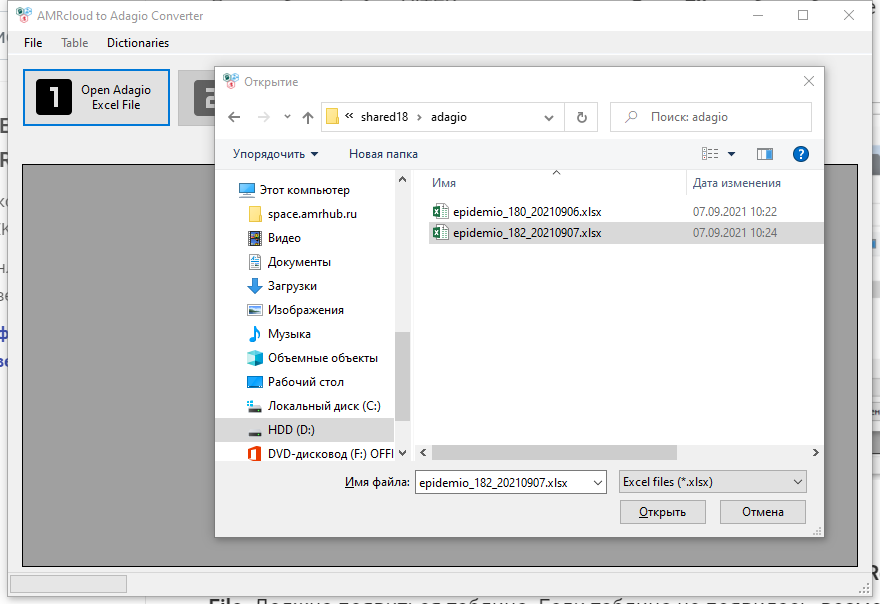 AMRcloud to Adagio Converter
File Table Dictionaries
1 Open Adagio
Excel File
2
Открытие
« shared18 › adagio
Поиск: adagio
Упорядочить
Новая папка
?
Имя
Дата изменения
Этот компьютер
space.amrhub.ru
Видео
Документы
Загрузки
Изображения
Музыка
Объемные объекты
Рабочий стол
Локальный диск (C:)
HDD (D:)
DVD-дисковод (F:) OFFI
epidemio_180_20210906.xlsx 07.09.2021 10:22
epidemio_182_20210907.xlsx 07.09.2021 10:24
Имя файла: epidemio_182_20210907.xlsx
Excel files (*.xlsx)
Открыть
Отмена